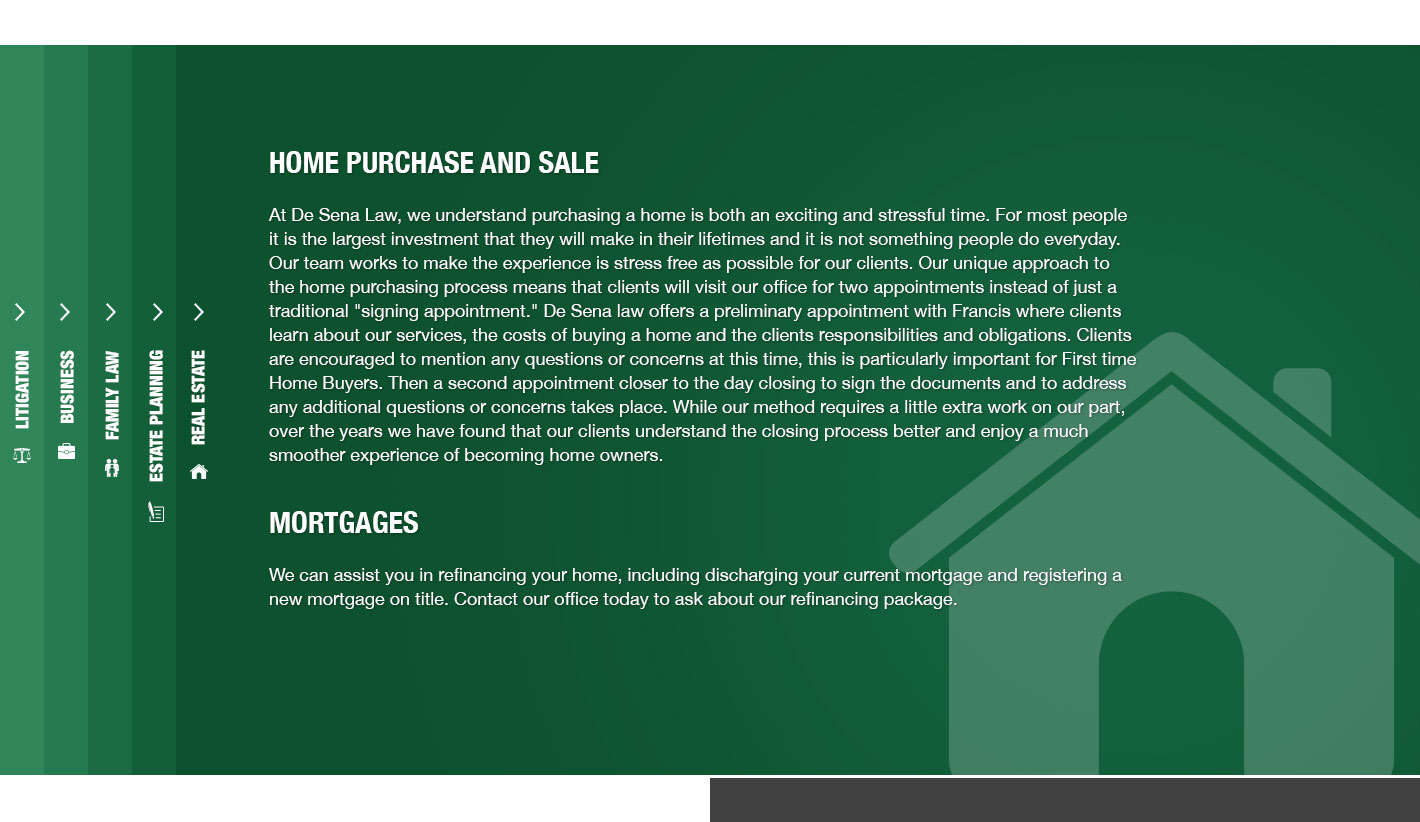 LITIGATION
BUSINESS
FAMILY LAW
ESTATE PLANNING
REAL ESTATE
HOME PURCHASE AND SALE
At De Sena Law, we understand purchasing a home is both an exciting and stressful time. For most people
it is the largest investment that they will make in their lifetimes and it is not something people do everyday.
Our team works to make the experience is stress free as possible for our clients. Our unique approach to
the home purchasing process means that clients will visit our office for two appointments instead of just a
traditional "signing appointment." De Sena law offers a preliminary appointment with Francis where clients
learn about our services, the costs of buying a home and the clients responsibilities and obligations. Clients
are encouraged to mention any questions or concerns at this time, this is particularly important for First time
Home Buyers. Then a second appointment closer to the day closing to sign the documents and to address
any additional questions or concerns takes place. While our method requires a little extra work on our part,
over the years we have found that our clients understand the closing process better and enjoy a much
smoother experience of becoming home owners.
MORTGAGES
We can assist you in refinancing your home, including discharging your current mortgage and registering a
new mortgage on title. Contact our office today to ask about our refinancing package.